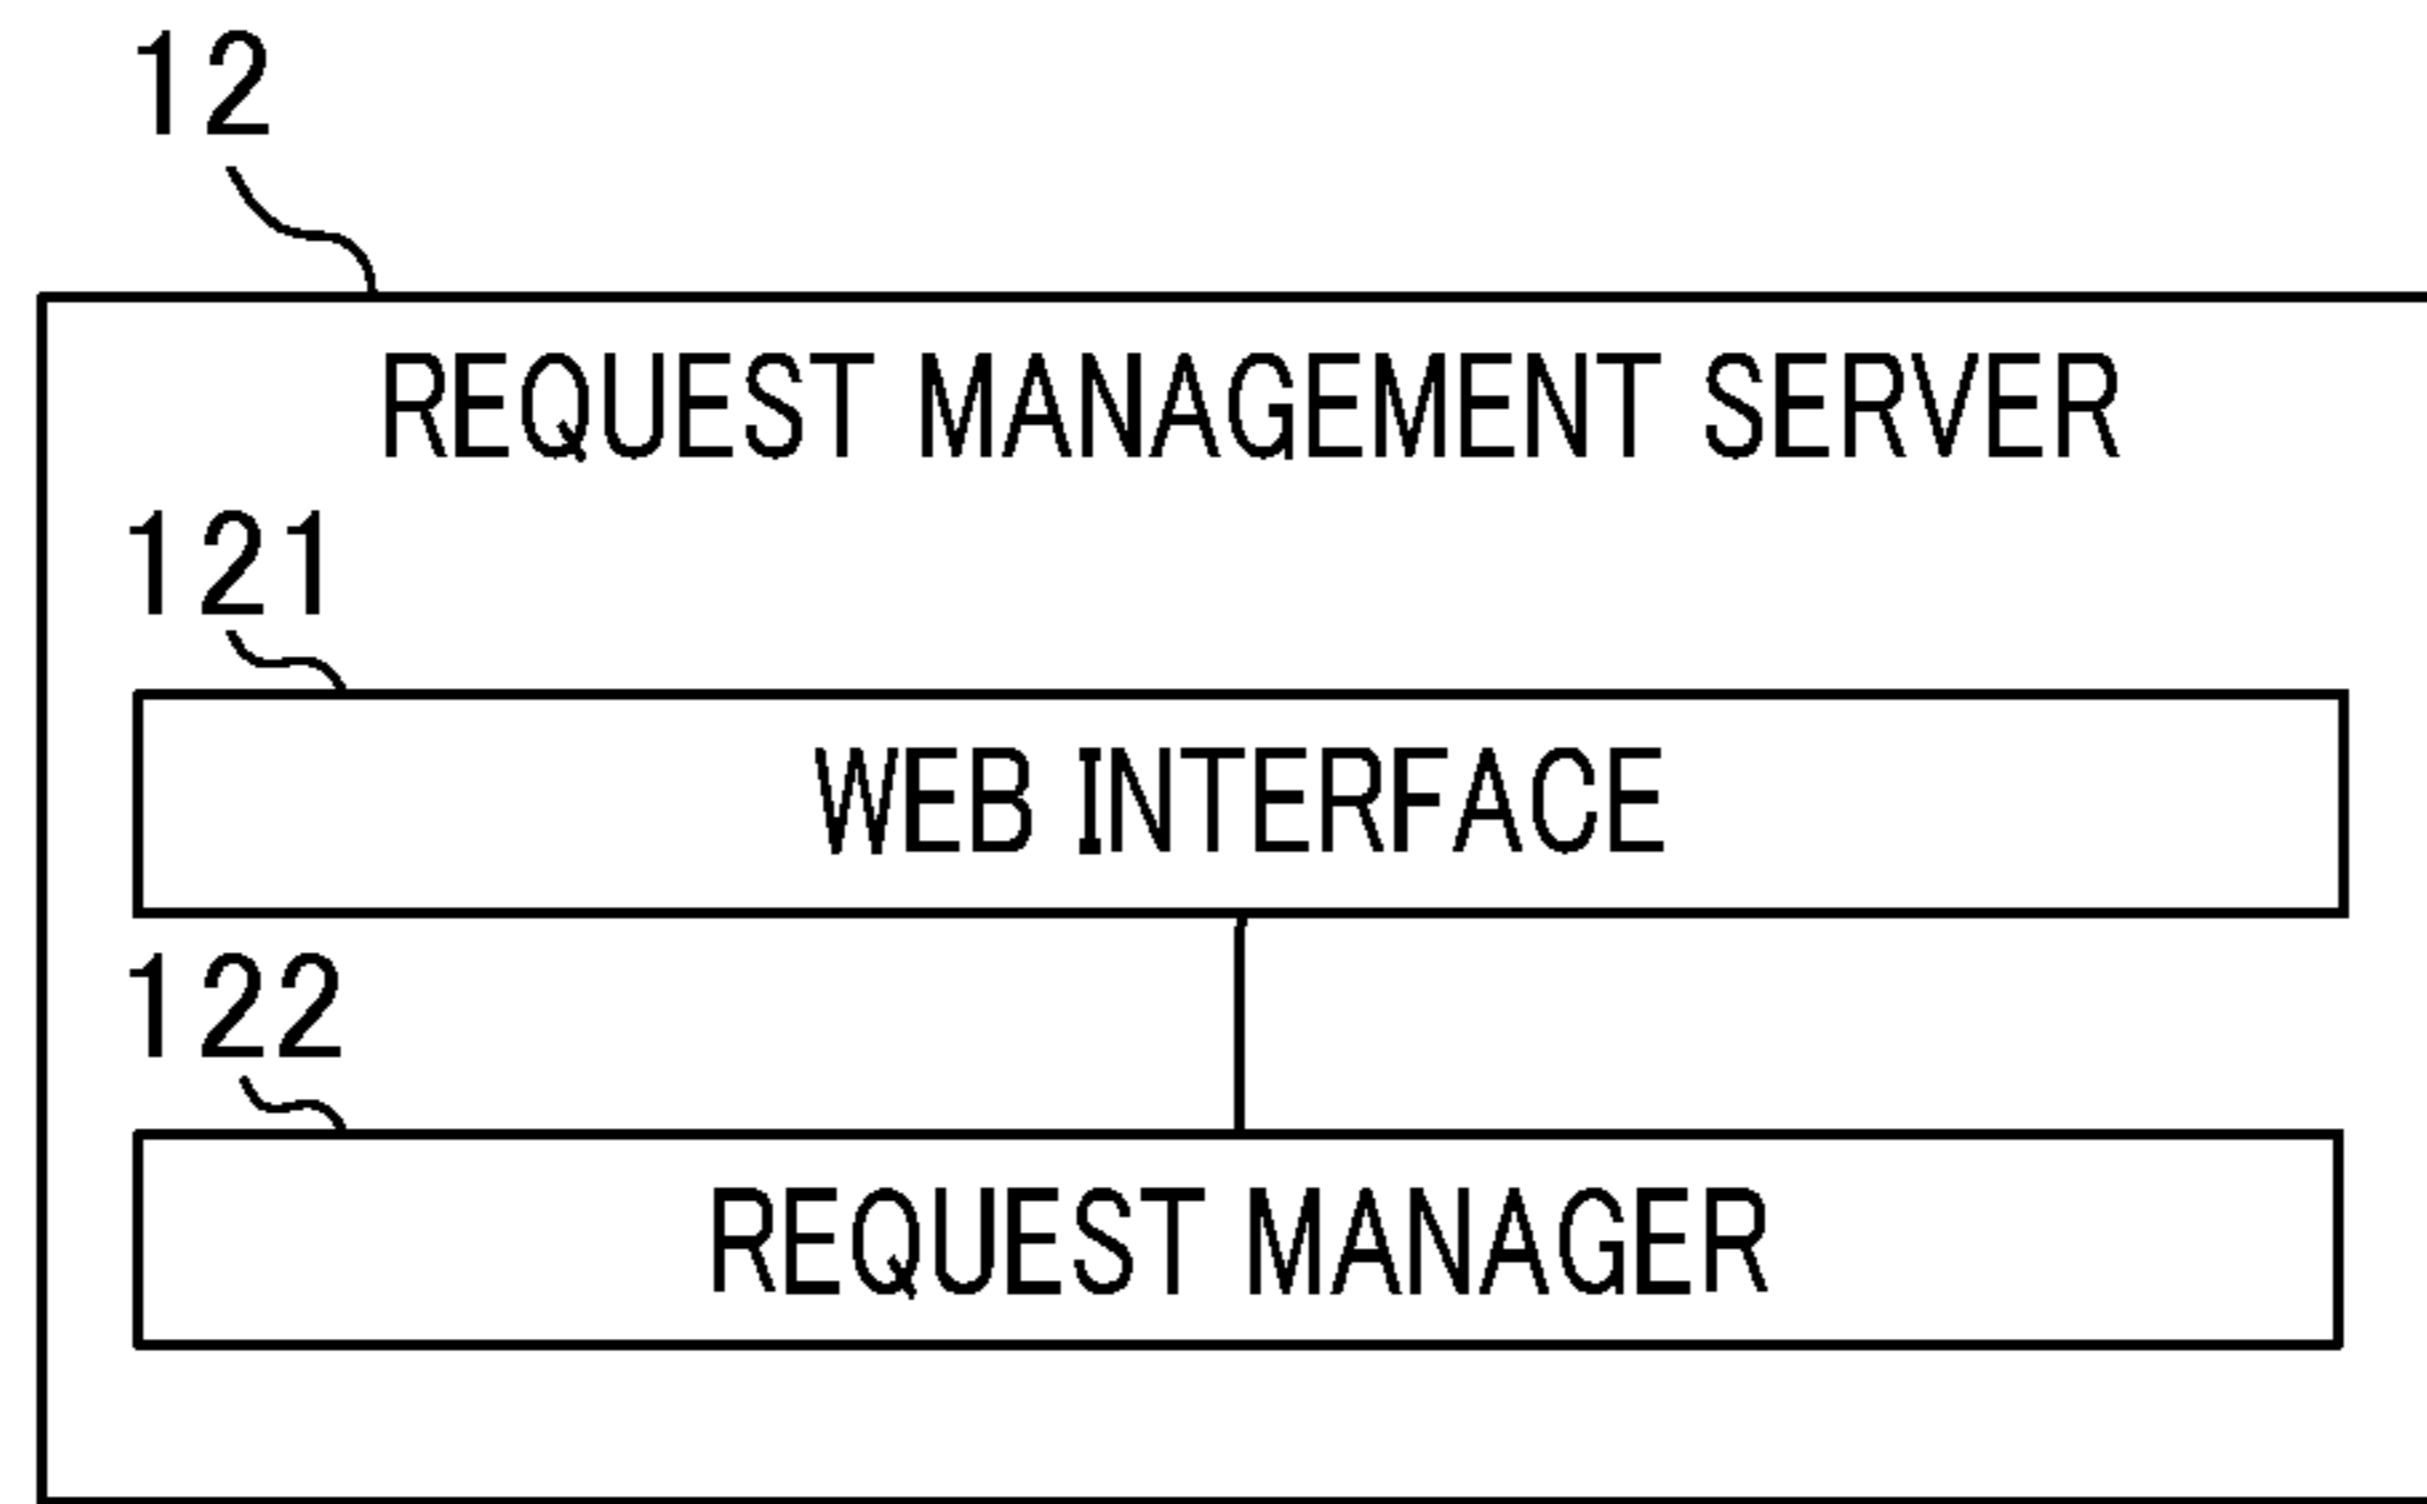 12
REQUEST MANAGEMENT SERVER
121
WEB INTERFACE
122
REQUEST MANAGER